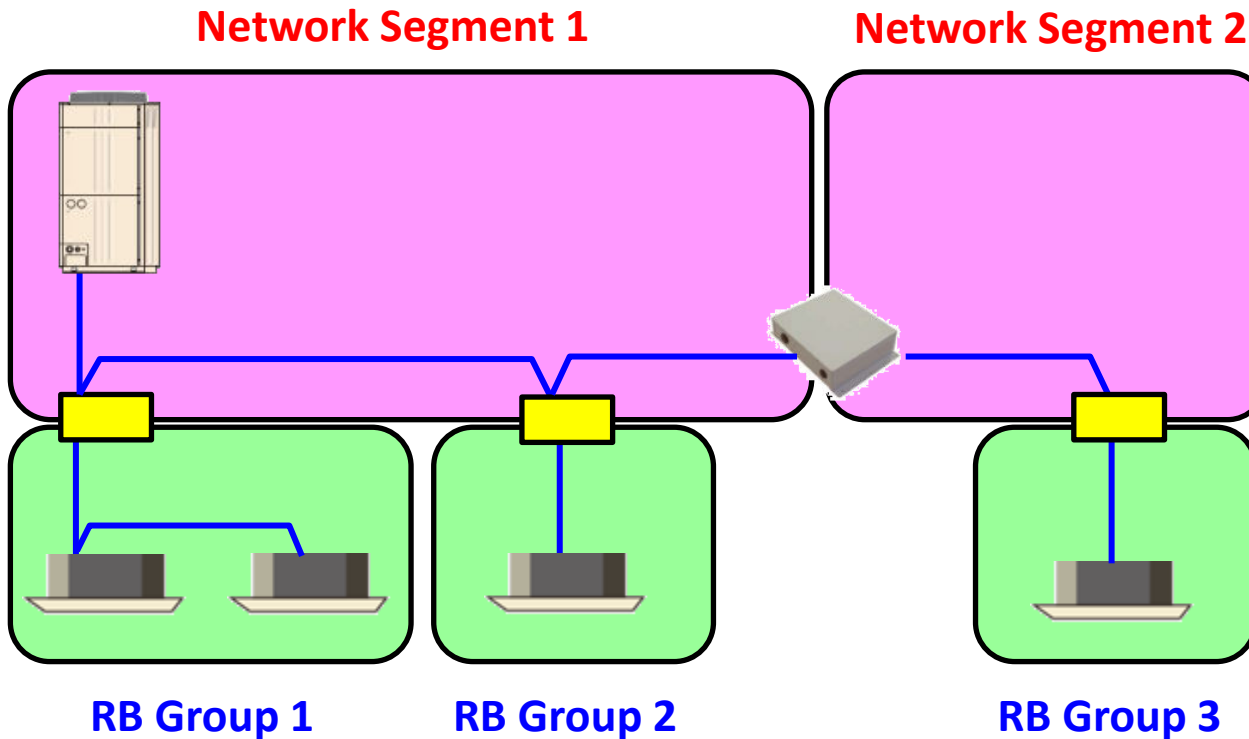 Network Segment 1
Network Segment 2
RB Group 1
RB Group 2
RB Group 3